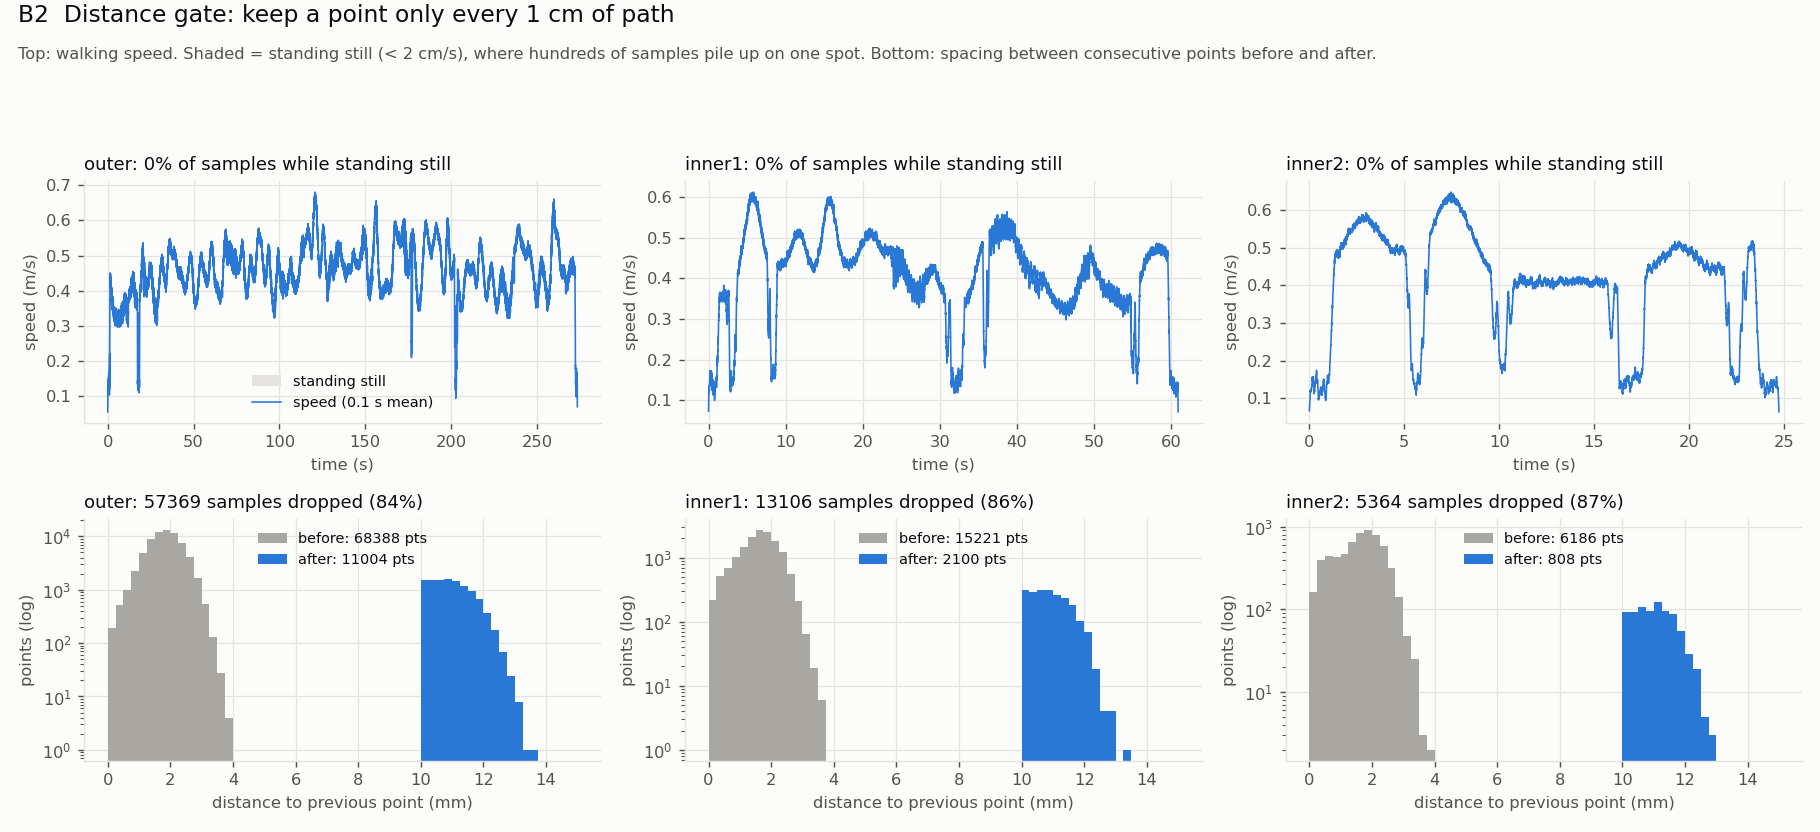 B2  Distance gate: keep a point only every 1 cm of path
Top: walking speed. Shaded = standing still (< 2 cm/s), where hundreds of samples pile up on one spot. Bottom: spacing between consecutive points before and after.
outer: 0% of samples while standing still
speed (m/s)
0.7
0.6
0.5
0.4
0.3
0.2
0.1
standing still
speed (0.1 s mean)
0 50 100 150 200 250
time (s)
inner1: 0% of samples while standing still
speed (m/s)
0.6
0.5
0.4
0.3
0.2
0.1
0 10 20 30 40 50 60
time (s)
inner2: 0% of samples while standing still
speed (m/s)
0.6
0.5
0.4
0.3
0.2
0.1
0 5 10 15 20 25
time (s)
outer: 57369 samples dropped (84%)
points (log)
10⁴
10³
10²
10¹
10⁰
before: 68388 pts
after: 11004 pts
0 2 4 6 8 10 12 14
distance to previous point (mm)
inner1: 13106 samples dropped (86%)
points (log)
10³
10²
10¹
10⁰
before: 15221 pts
after: 2100 pts
0 2 4 6 8 10 12 14
distance to previous point (mm)
inner2: 5364 samples dropped (87%)
points (log)
10³
10²
10¹
before: 6186 pts
after: 808 pts
0 2 4 6 8 10 12 14
distance to previous point (mm)